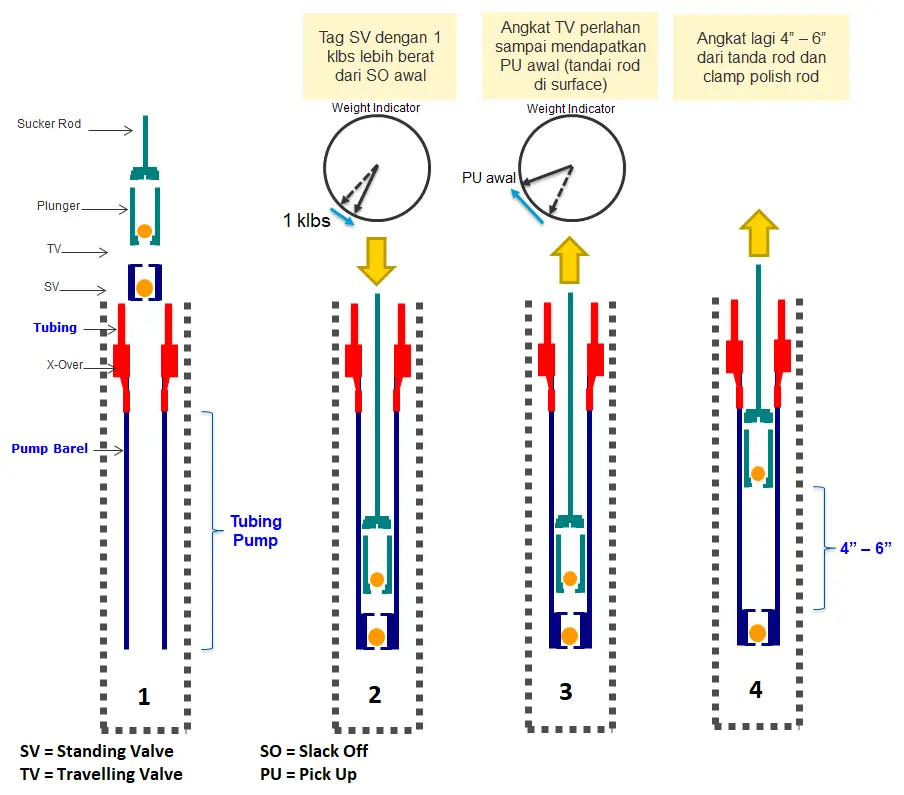 Tag SV dengan 1
klbs lebih berat
dari SO awal
Angkat TV perlahan
sampai mendapatkan
PU awal (tandai rod
di surface)
Angkat lagi 4” – 6”
dari tanda rod dan
clamp polish rod
Weight Indicator
Weight Indicator
Sucker Rod
Plunger
TV
SV
Tubing
X-Over
Pump Barel
Tubing
Pump
1 klbs
PU awal
4” – 6”
1
2
3
4
SV = Standing Valve
TV = Travelling Valve
SO = Slack Off
PU = Pick Up